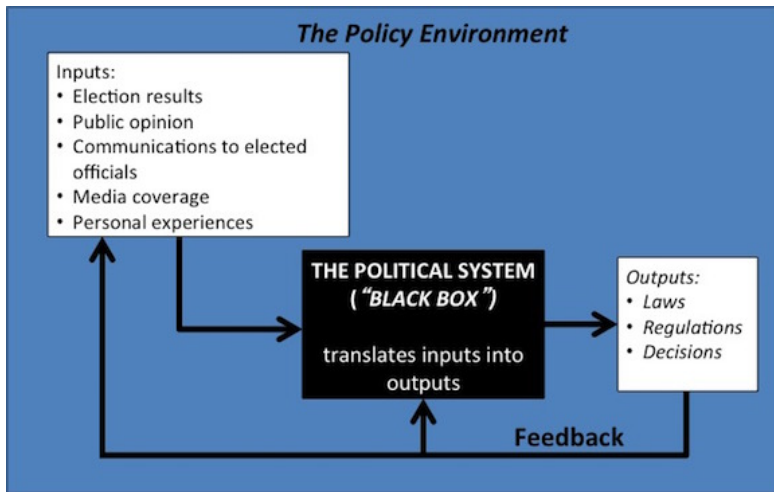 The Policy Environment
Inputs:
• Election results
• Public opinion
• Communications to elected
officials
• Media coverage
• Personal experiences
THE POLITICAL SYSTEM
(“BLACK BOX”)
translates inputs into
outputs
Outputs:
• Laws
• Regulations
• Decisions
Feedback